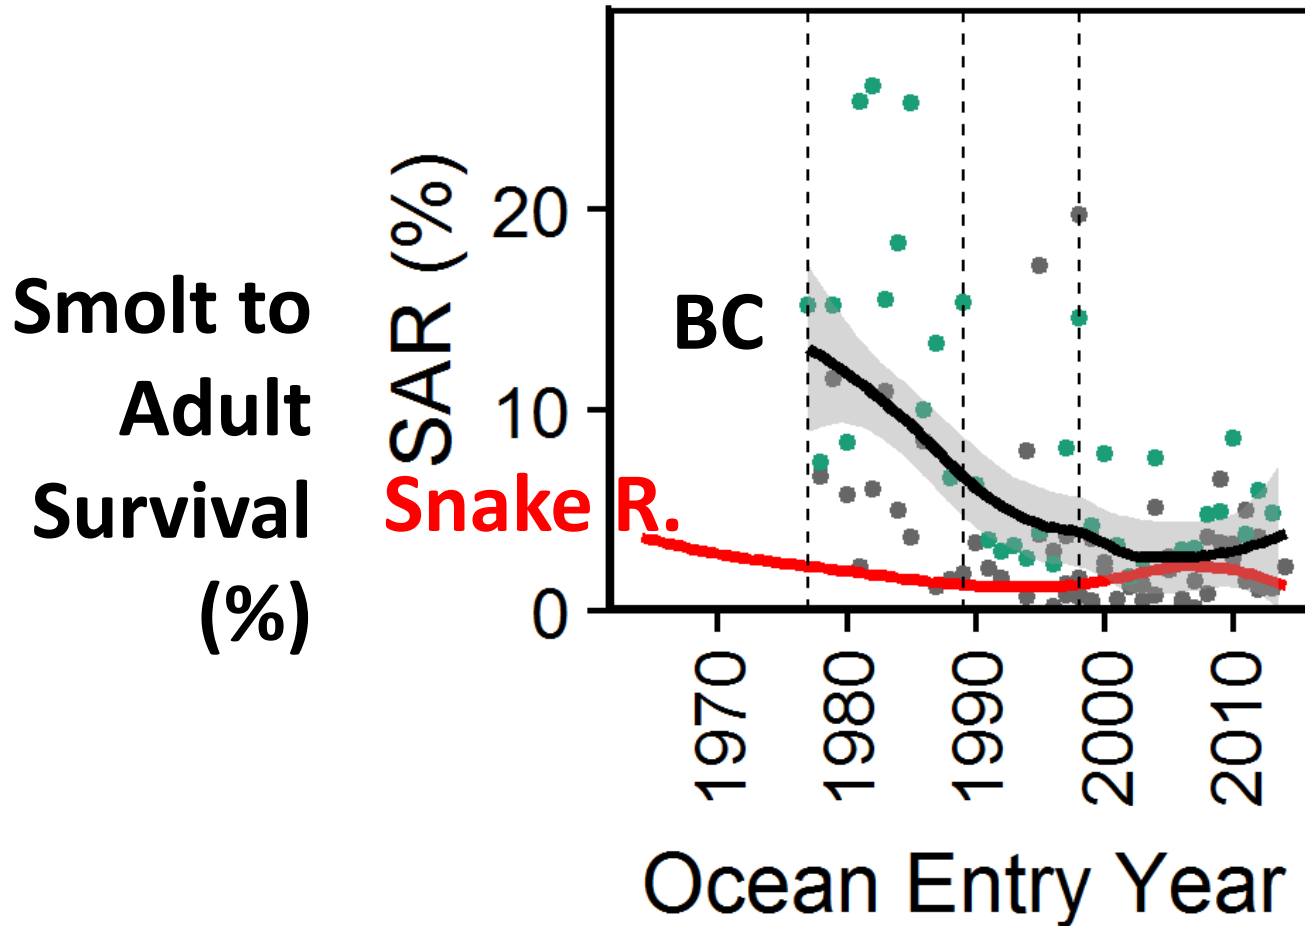 Smolt to
Adult
Survival
(%)
SAR (%)
20
10
0
BC
Snake R.
1970
1980
1990
2000
2010
Ocean Entry Year